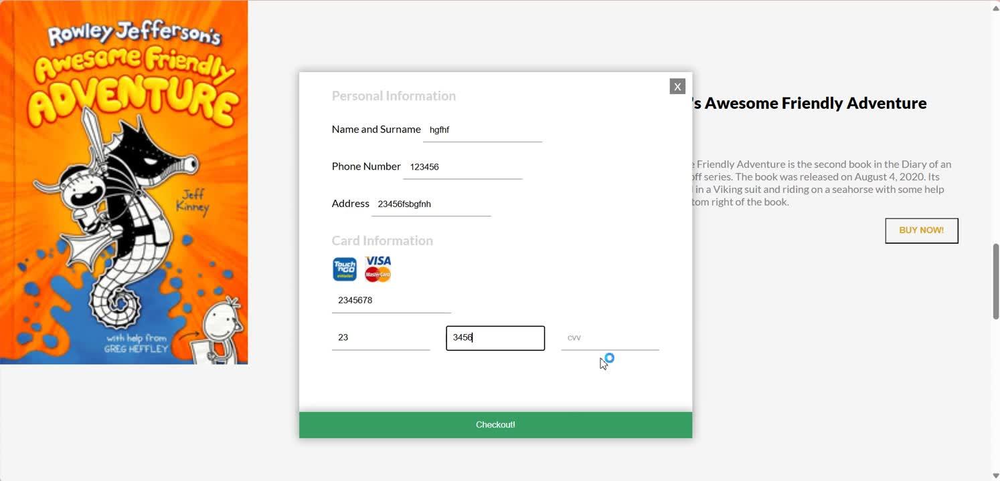 Rowley Jefferson's
Awesome Friendly
ADVENTURE
Jeff
Kinney
with help from
GREG HEFFLEY
X
Personal Information
Name and Surname hgfhf
Phone Number 123456
Address 23456fsbgfnh
Card Information
Touch
'nGO
eWallet
VISA
MasterCard
2345678
23 3456 cvv
Checkout!
's Awesome Friendly Adventure
e Friendly Adventure is the second book in the Diary of an
off series. The book was released on August 4, 2020. Its
in a Viking suit and riding on a seahorse with some help
tom right of the book.
BUY NOW!